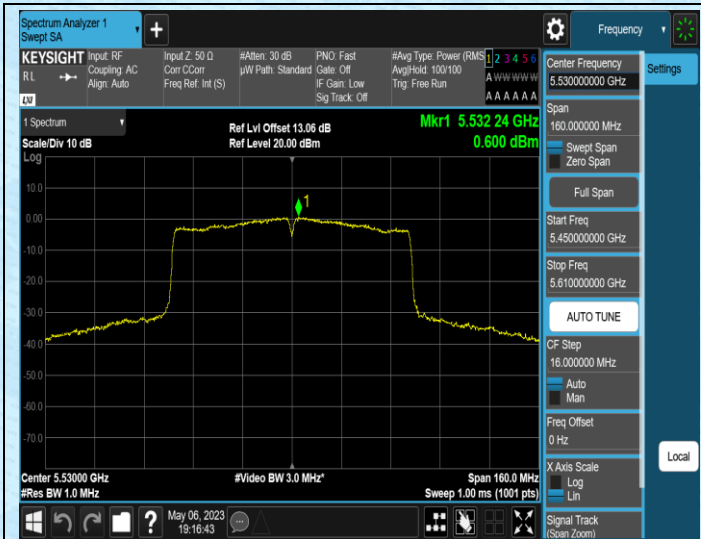 Spectrum Analyzer 1
Swept SA
Frequency
KEYSIGHT
R L
LXI
Input: RF
Coupling: AC
Align: Auto
Input Z: 50 Ω
Corr CCorr
Freq Ref: Int (S)
#Atten: 30 dB
µW Path: Standard
PNO: Fast
Gate: Off
IF Gain: Low
Sig Track: Off
#Avg Type: Power (RMS
Avg|Hold: 100/100
Trig: Free Run
1 2 3 4 5 6
A W W W W W
A A A A A A
1 Spectrum
Scale/Div 10 dB
Log
Ref Lvl Offset 13.06 dB
Ref Level 20.00 dBm
Mkr1 5.532 24 GHz
0.600 dBm
1
10.0
0.00
-10.0
-20.0
-30.0
-40.0
-50.0
-60.0
-70.0
Center 5.53000 GHz
#Res BW 1.0 MHz
#Video BW 3.0 MHz*
Span 160.0 MHz
Sweep 1.00 ms (1001 pts)
Center Frequency
5.530000000 GHz
Settings
Span
160.000000 MHz
Swept Span
Zero Span
Full Span
Start Freq
5.450000000 GHz
Stop Freq
5.610000000 GHz
AUTO TUNE
CF Step
16.000000 MHz
Auto
Man
Freq Offset
0 Hz
X Axis Scale
Log
Lin
Signal Track
(Span Zoom)
Local
?
May 06, 2023
19:16:43